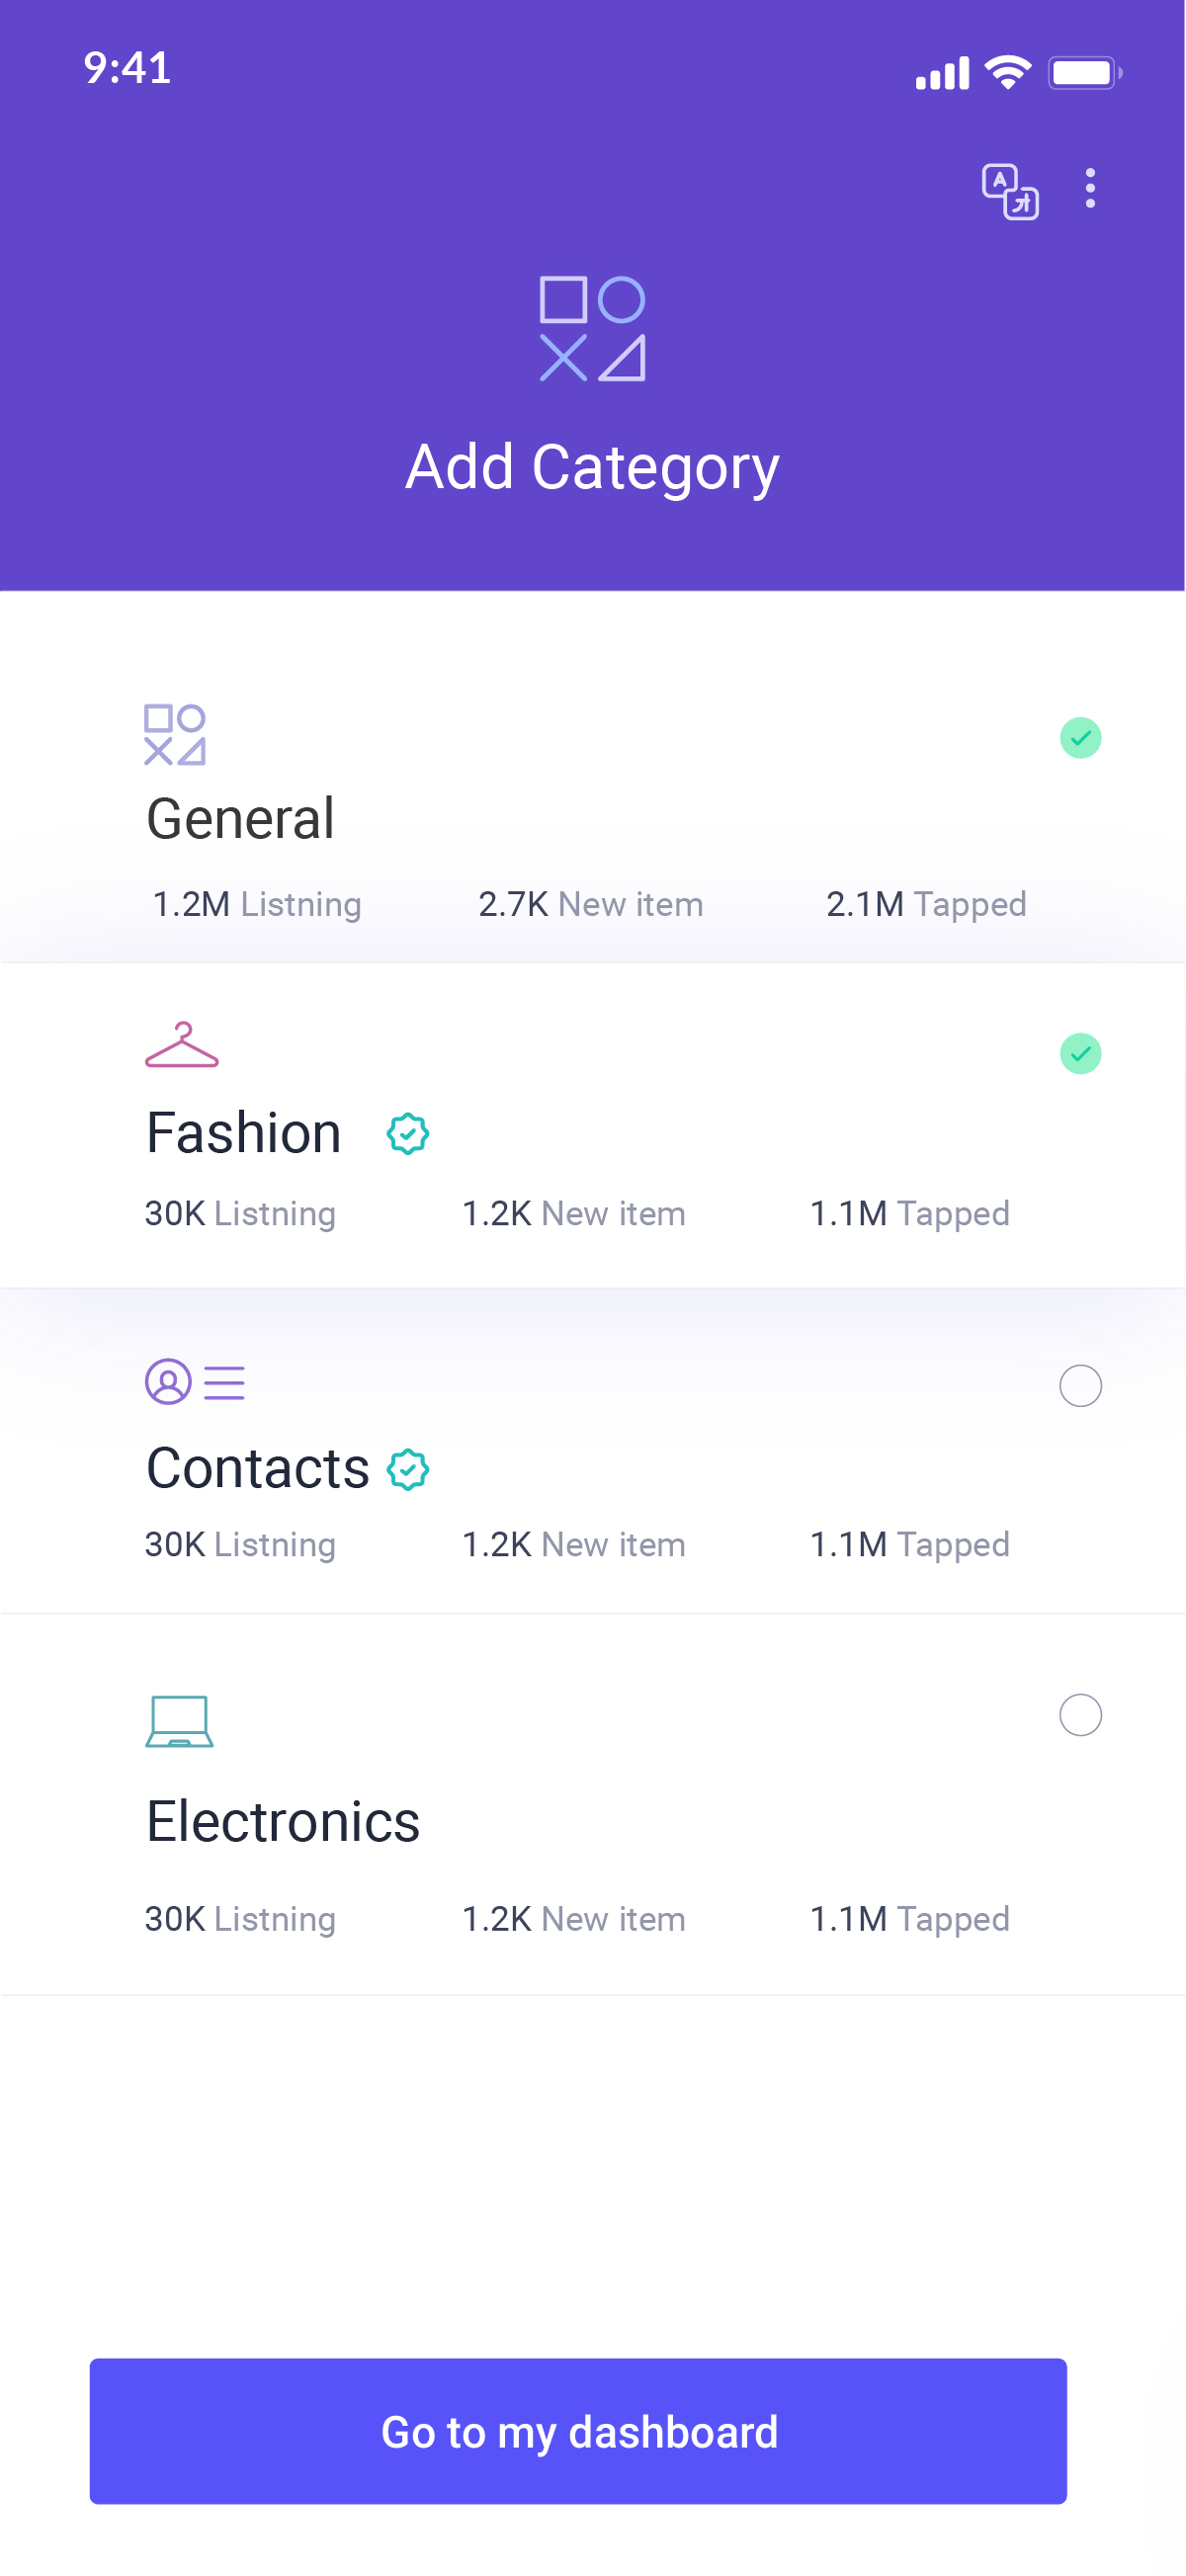 9:41
Add Category
General
1.2M Listning 2.7K New item 2.1M Tapped
Fashion
30K Listning 1.2K New item 1.1M Tapped
Contacts
30K Listning 1.2K New item 1.1M Tapped
Electronics
30K Listning 1.2K New item 1.1M Tapped
Go to my dashboard